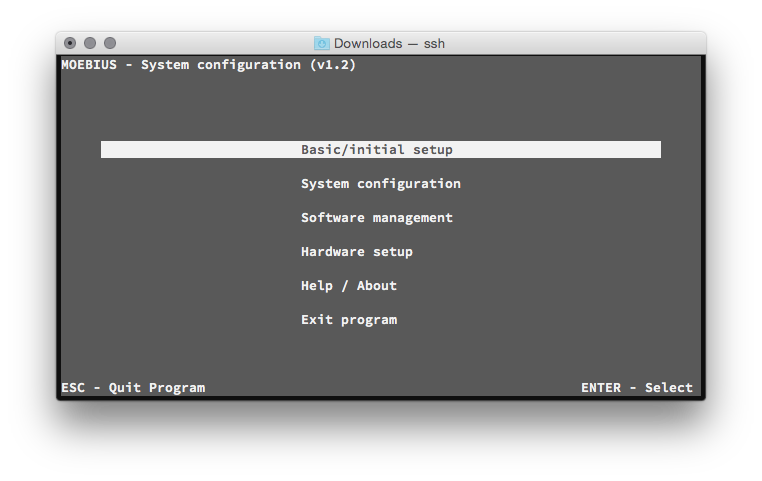 Downloads — ssh
MOEBIUS - System configuration (v1.2)
Basic/initial setup
System configuration
Software management
Hardware setup
Help / About
Exit program
ESC - Quit Program ENTER - Select